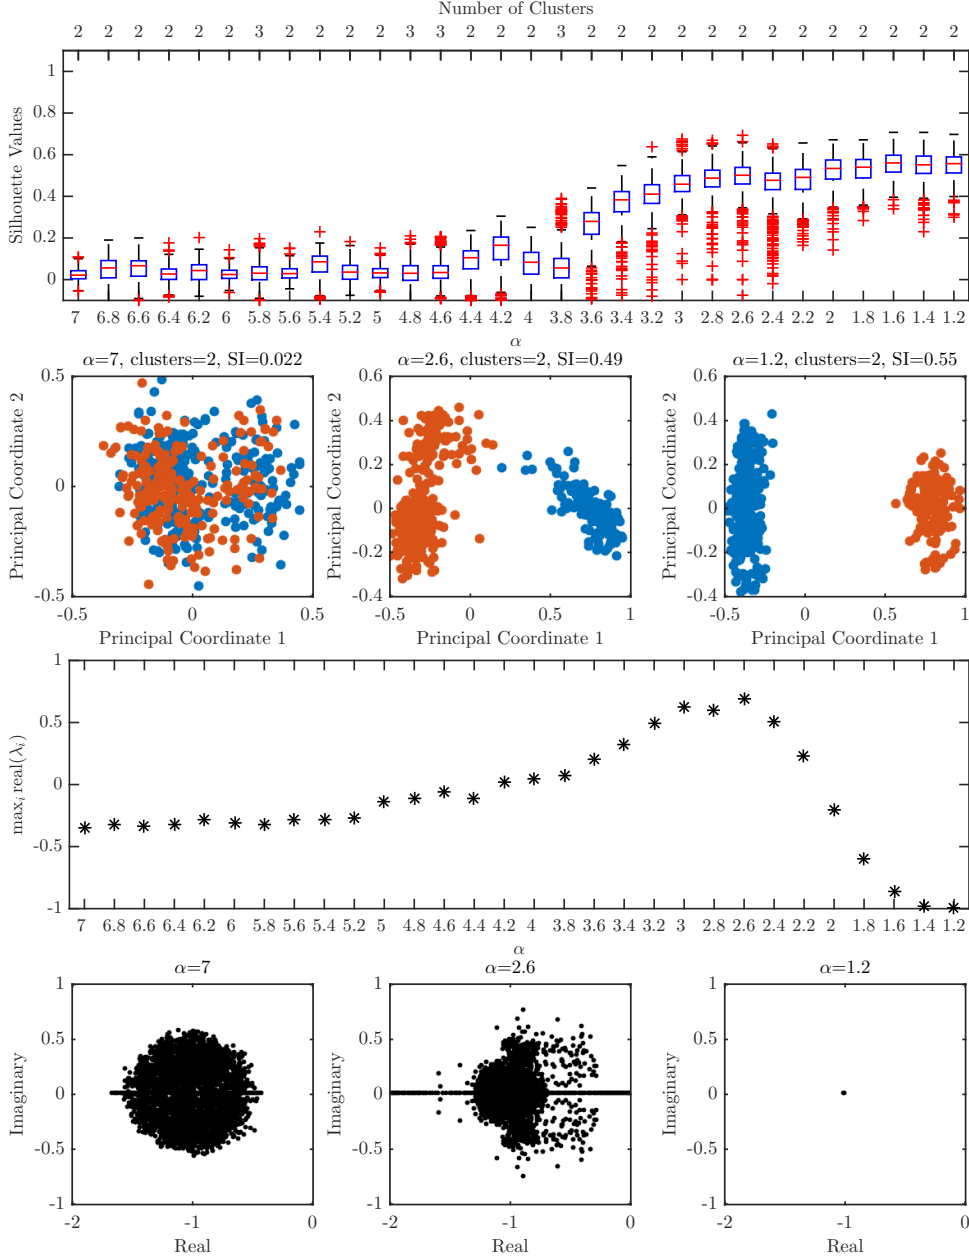 Number of Clusters
2 2 2 2 2 2 3 2 2 2 2 3 3 2 2 2 3 2 2 2 2 2 2 2 2 2 2 2 2 2
Silhouette Values
1
0.8
0.6
0.4
0.2
0
7 6.8 6.6 6.4 6.2 6 5.8 5.6 5.4 5.2 5 4.8 4.6 4.4 4.2 4 3.8 3.6 3.4 3.2 3 2.8 2.6 2.4 2.2 2 1.8 1.6 1.4 1.2
α
α=7, clusters=2, SI=0.022
Principal Coordinate 2
0.5
0
-0.5
-0.5 0 0.5
Principal Coordinate 1
α=2.6, clusters=2, SI=0.49
Principal Coordinate 2
0.6
0.4
0.2
0
-0.2
-0.4
-0.5 0 0.5 1
α=1.2, clusters=2, SI=0.55
Principal Coordinate 2
0.6
0.4
0.2
0
-0.2
-0.4
-0.5 0 0.5 1
Principal Coordinate 1
max_i real(λ_i)
1
0.5
0
-0.5
-1
7 6.8 6.6 6.4 6.2 6 5.8 5.6 5.4 5.2 5 4.8 4.6 4.4 4.2 4 3.8 3.6 3.4 3.2 3 2.8 2.6 2.4 2.2 2 1.8 1.6 1.4 1.2
α
α=7
Imaginary
1
0.5
0
-0.5
-1
-2 -1 0
Real
α=2.6
Imaginary
1
0.5
0
-0.5
-1
-2 -1 0
Real
α=1.2
Imaginary
1
0.5
0
-0.5
-1
-2 -1 0
Real